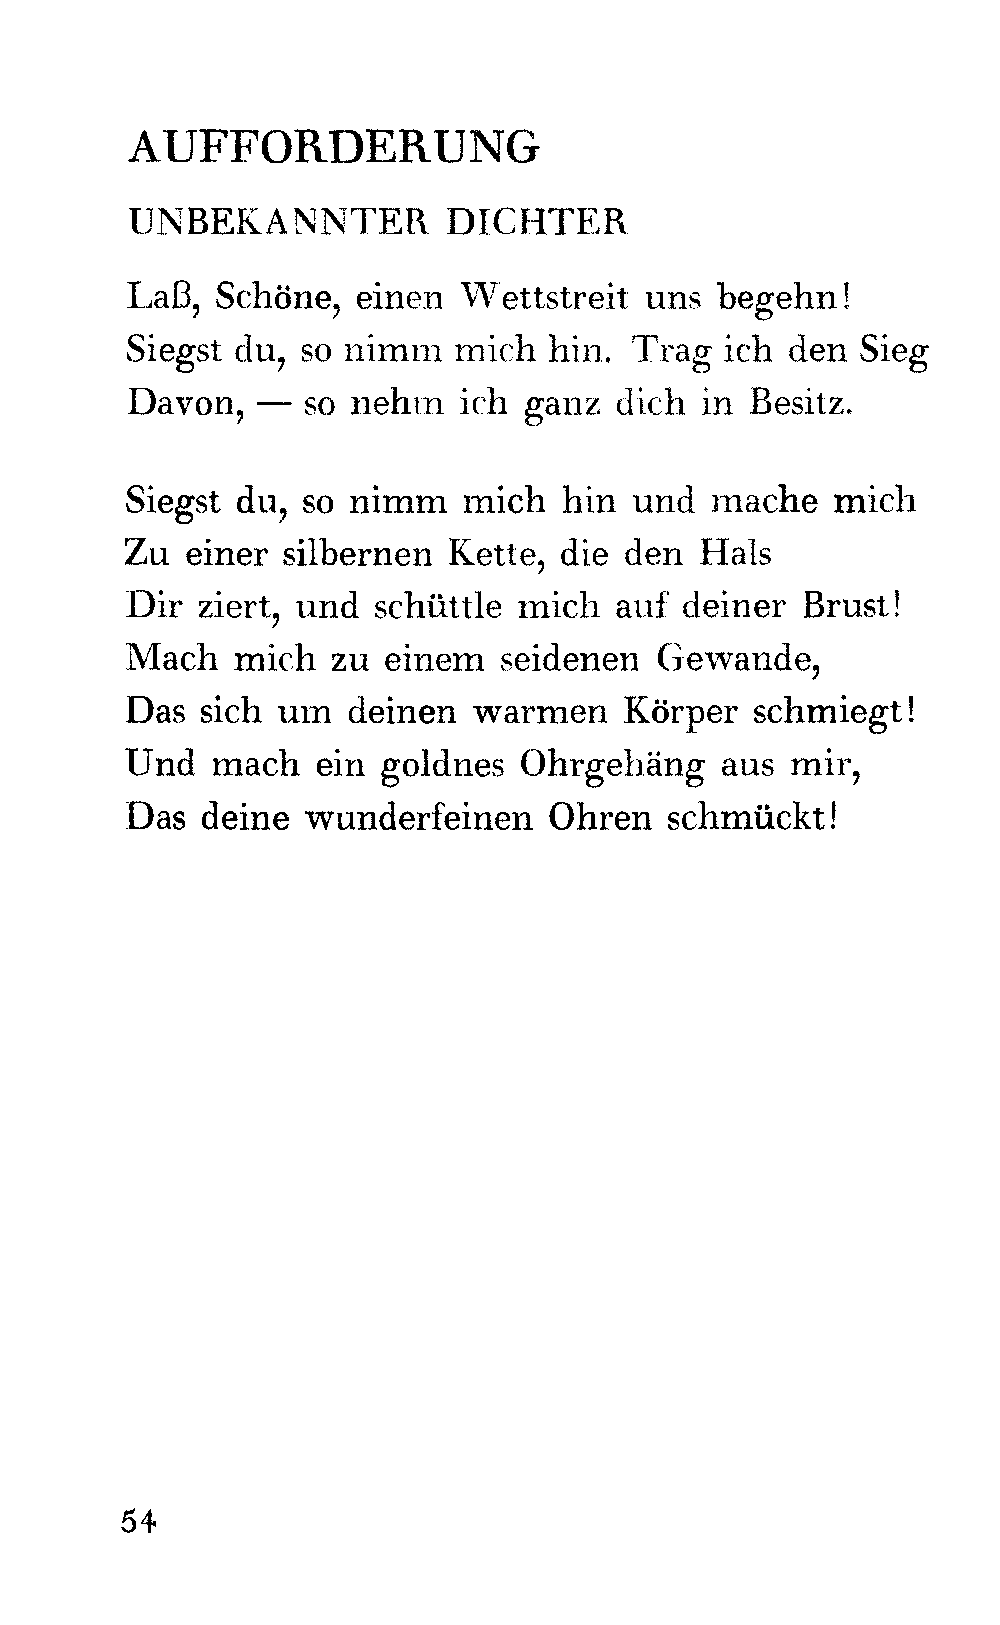 AUFFORDERUNG
UNBEKANNTER DICHTER
Laß, Schöne, einen Wettstreit uns begehn!
Siegst du, so nimm mich hin. Trag ich den Sieg
Davon, — so nehm ich ganz dich in Besitz.
Siegst du, so nimm mich hin und mache mich
Zu einer silbernen Kette, die den Hals
Dir ziert, und schüttle mich auf deiner Brust!
Mach mich zu einem seidenen Gewande,
Das sich um deinen warmen Körper schmiegt!
Und mach ein goldnes Ohrgehäng aus mir,
Das deine wunderfeinen Ohren schmückt!
54